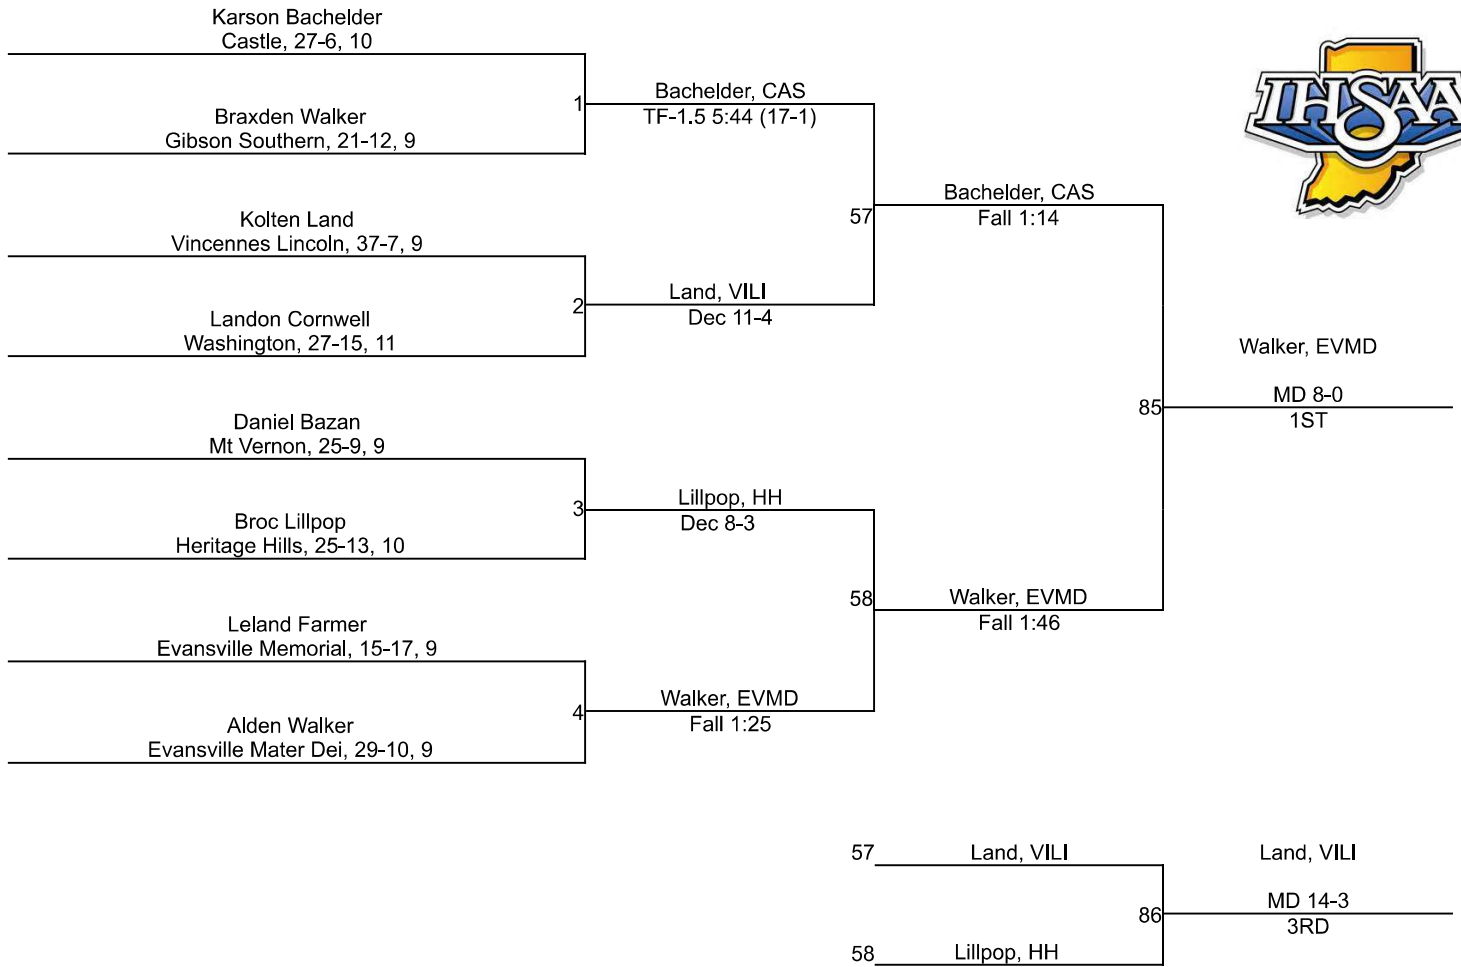 Karson Bachelder
Castle, 27-6, 10
1
Bachelder, CAS
TF-1.5 5:44 (17-1)
Braxden Walker
Gibson Southern, 21-12, 9
IHSAA
57
Bachelder, CAS
Fall 1:14
Kolten Land
Vincennes Lincoln, 37-7, 9
2
Land, VILI
Dec 11-4
Landon Cornwell
Washington, 27-15, 11
Walker, EVMD
85
MD 8-0
1ST
Daniel Bazan
Mt Vernon, 25-9, 9
3
Lillpop, HH
Dec 8-3
Broc Lillpop
Heritage Hills, 25-13, 10
58
Walker, EVMD
Fall 1:46
Leland Farmer
Evansville Memorial, 15-17, 9
4
Walker, EVMD
Fall 1:25
Alden Walker
Evansville Mater Dei, 29-10, 9
57
Land, VILI
Land, VILI
86
MD 14-3
3RD
58
Lillpop, HH